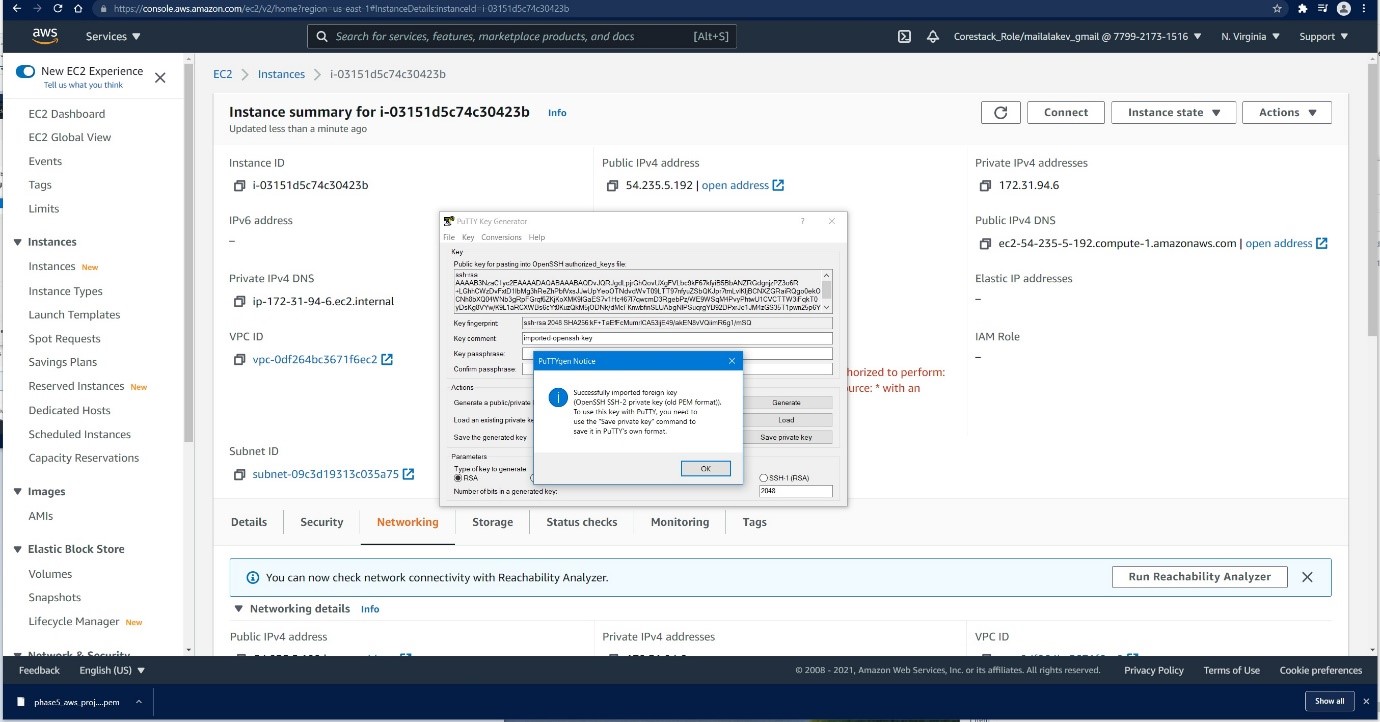 https://console.aws.amazon.com/ec2/v2/home?region=us-east-1#InstanceDetails:instanceId=i-03151d5c74c30423b
aws
Services ▼
Search for services, features, marketplace products, and docs
[Alt+S]
Corestack_Role/mailalakev_gmail @ 7799-2173-1516 ▼
N. Virginia ▼
Support ▼
New EC2 Experience
Tell us what you think
EC2 Dashboard
EC2 Global View
Events
Tags
Limits
Instances
Instances New
Instance Types
Launch Templates
Spot Requests
Savings Plans
Reserved Instances New
Dedicated Hosts
Scheduled Instances
Capacity Reservations
Images
AMIs
Elastic Block Store
Volumes
Snapshots
Lifecycle Manager New
Network & Security
EC2 > Instances > i-03151d5c74c30423b
Instance summary for i-03151d5c74c30423b Info
Updated less than a minute ago
Connect
Instance state ▼
Actions ▼
Instance ID
i-03151d5c74c30423b
Public IPv4 address
54.235.5.192 | open address
Private IPv4 addresses
172.31.94.6
IPv6 address
–
Public IPv4 DNS
ec2-54-235-5-192.compute-1.amazonaws.com | open address
Private IPv4 DNS
ip-172-31-94-6.ec2.internal
Elastic IP addresses
–
VPC ID
vpc-0df264bc3671f6ec2
IAM Role
–
horized to perform:
urce: * with an
Subnet ID
subnet-09c3d19313c035a75
PuTTY Key Generator
?
File Key Conversions Help
Key
Public key for pasting into OpenSSH authorized_keys file:
ssh-rsa
Key fingerprint:
Key comment:
imported-openssh-key
Key passphrase:
Confirm passphrase:
Actions
Generate a public/private
Generate
Load an existing private ke
Load
Save the generated key
Save private key
Parameters
Type of key to generate:
RSA
SSH-1 (RSA)
Number of bits in a generated key:
2048
PuTTYgen Notice
Successfully imported foreign key
(OpenSSH SSH-2 private key (old PEM format)).
To use this key with PuTTY, you need to
use the "Save private key" command to
save it in PuTTY's own format.
OK
Details
Security
Networking
Storage
Status checks
Monitoring
Tags
You can now check network connectivity with Reachability Analyzer.
Run Reachability Analyzer
Networking details Info
Public IPv4 address
Private IPv4 addresses
VPC ID
Feedback
English (US) ▼
© 2008 - 2021, Amazon Web Services, Inc. or its affiliates. All rights reserved.
Privacy Policy
Terms of Use
Cookie preferences
phase5_aws_proj....pem
Show all